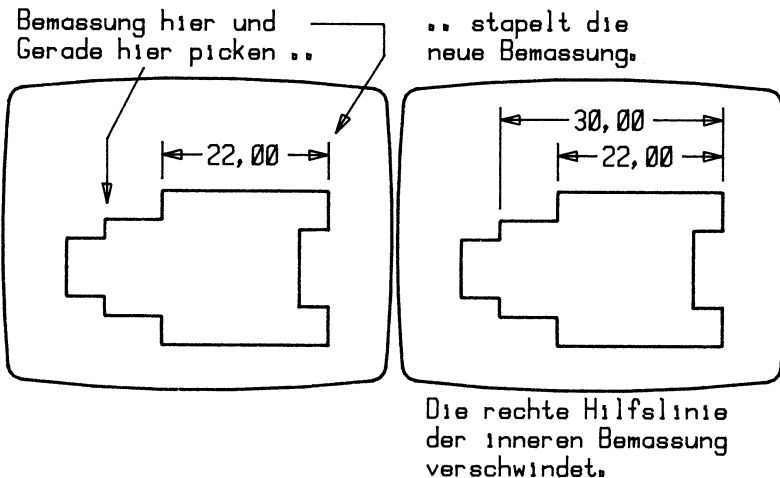 Bemassung hier und
Gerade hier picken ..
.. stapelt die
neue Bemassung.
22,00
30,00
22,00
Die rechte Hilfslinie
der inneren Bemassung
verschwindet.